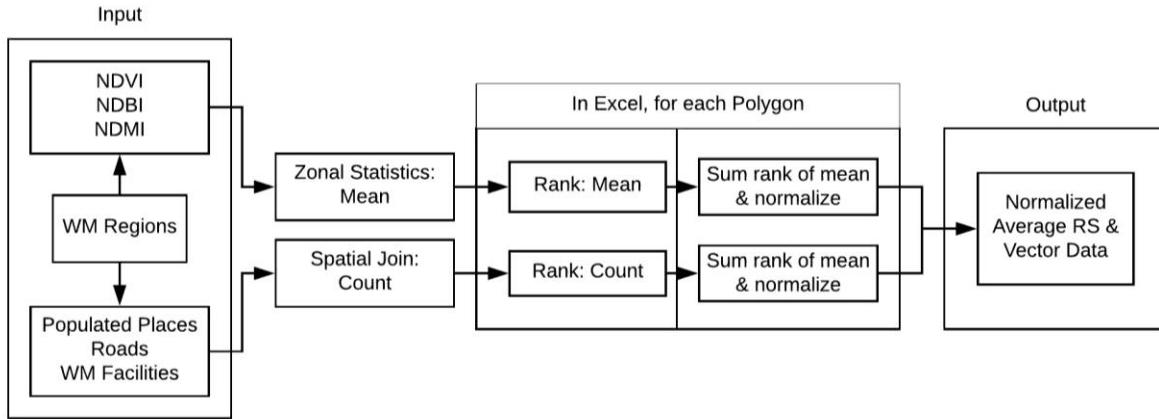 Input
NDVI
NDBI
NDMI
WM Regions
Populated Places
Roads
WM Facilities
Zonal Statistics:
Mean
Spatial Join:
Count
In Excel, for each Polygon
Rank: Mean
Sum rank of mean
& normalize
Rank: Count
Sum rank of mean
& normalize
Output
Normalized
Average RS &
Vector Data